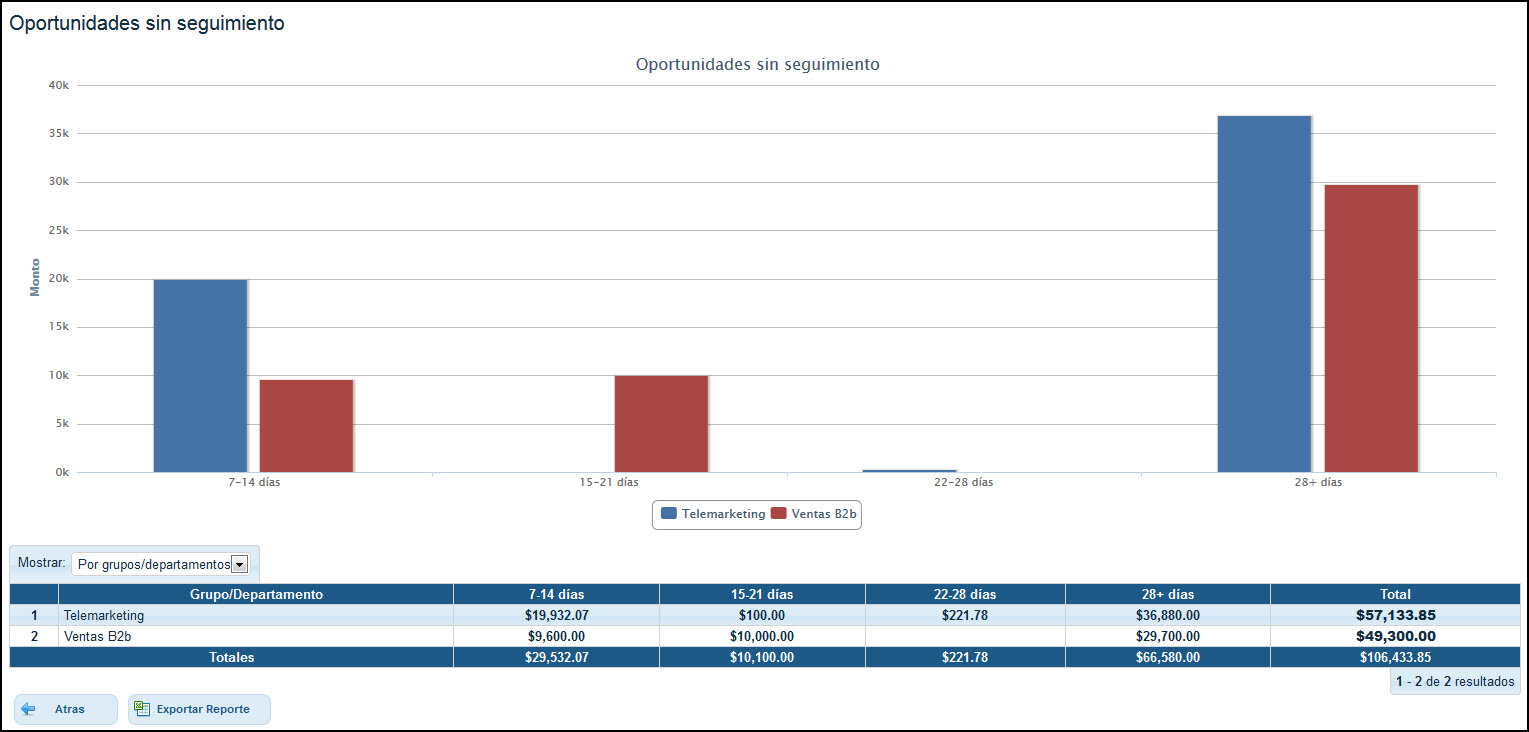 Oportunidades sin seguimiento
Oportunidades sin seguimiento
40k
35k
30k
25k
20k
15k
10k
5k
0k
Monto
7-14 días 15-21 días 22-28 días 28+ días
Telemarketing Ventas B2b
Mostrar: Por grupos/departamentos
Grupo/Departamento 7-14 días 15-21 días 22-28 días 28+ días Total
1 Telemarketing $19,932.07 $100.00 $221.78 $36,880.00 $57,133.85
2 Ventas B2b $9,600.00 $10,000.00 $29,700.00 $49,300.00
Totales $29,532.07 $10,100.00 $221.78 $66,580.00 $106,433.85
1 - 2 de 2 resultados
Atras Exportar Reporte